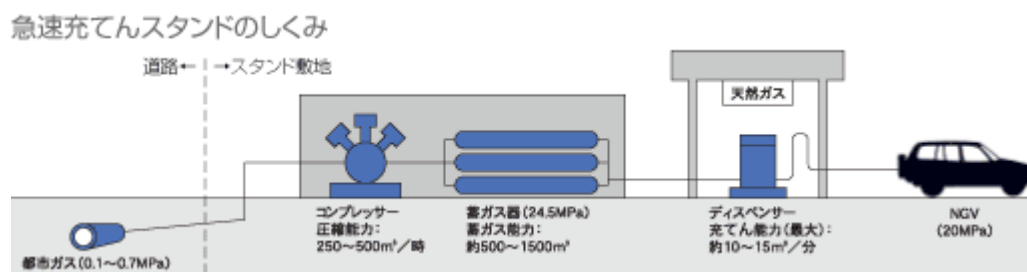 急速充てんスタンドのしくみ
道路← →スタンド敷地
天然ガス
コンプレッサー
圧縮能力：
250～500m³／時
蓄ガス器（24.5MPa）
蓄ガス能力：
約500～1500m³
ディスペンサー
充てん能力（最大）：
約10～15m³／分
NGV
（20MPa）
都市ガス（0.1～0.7MPa）